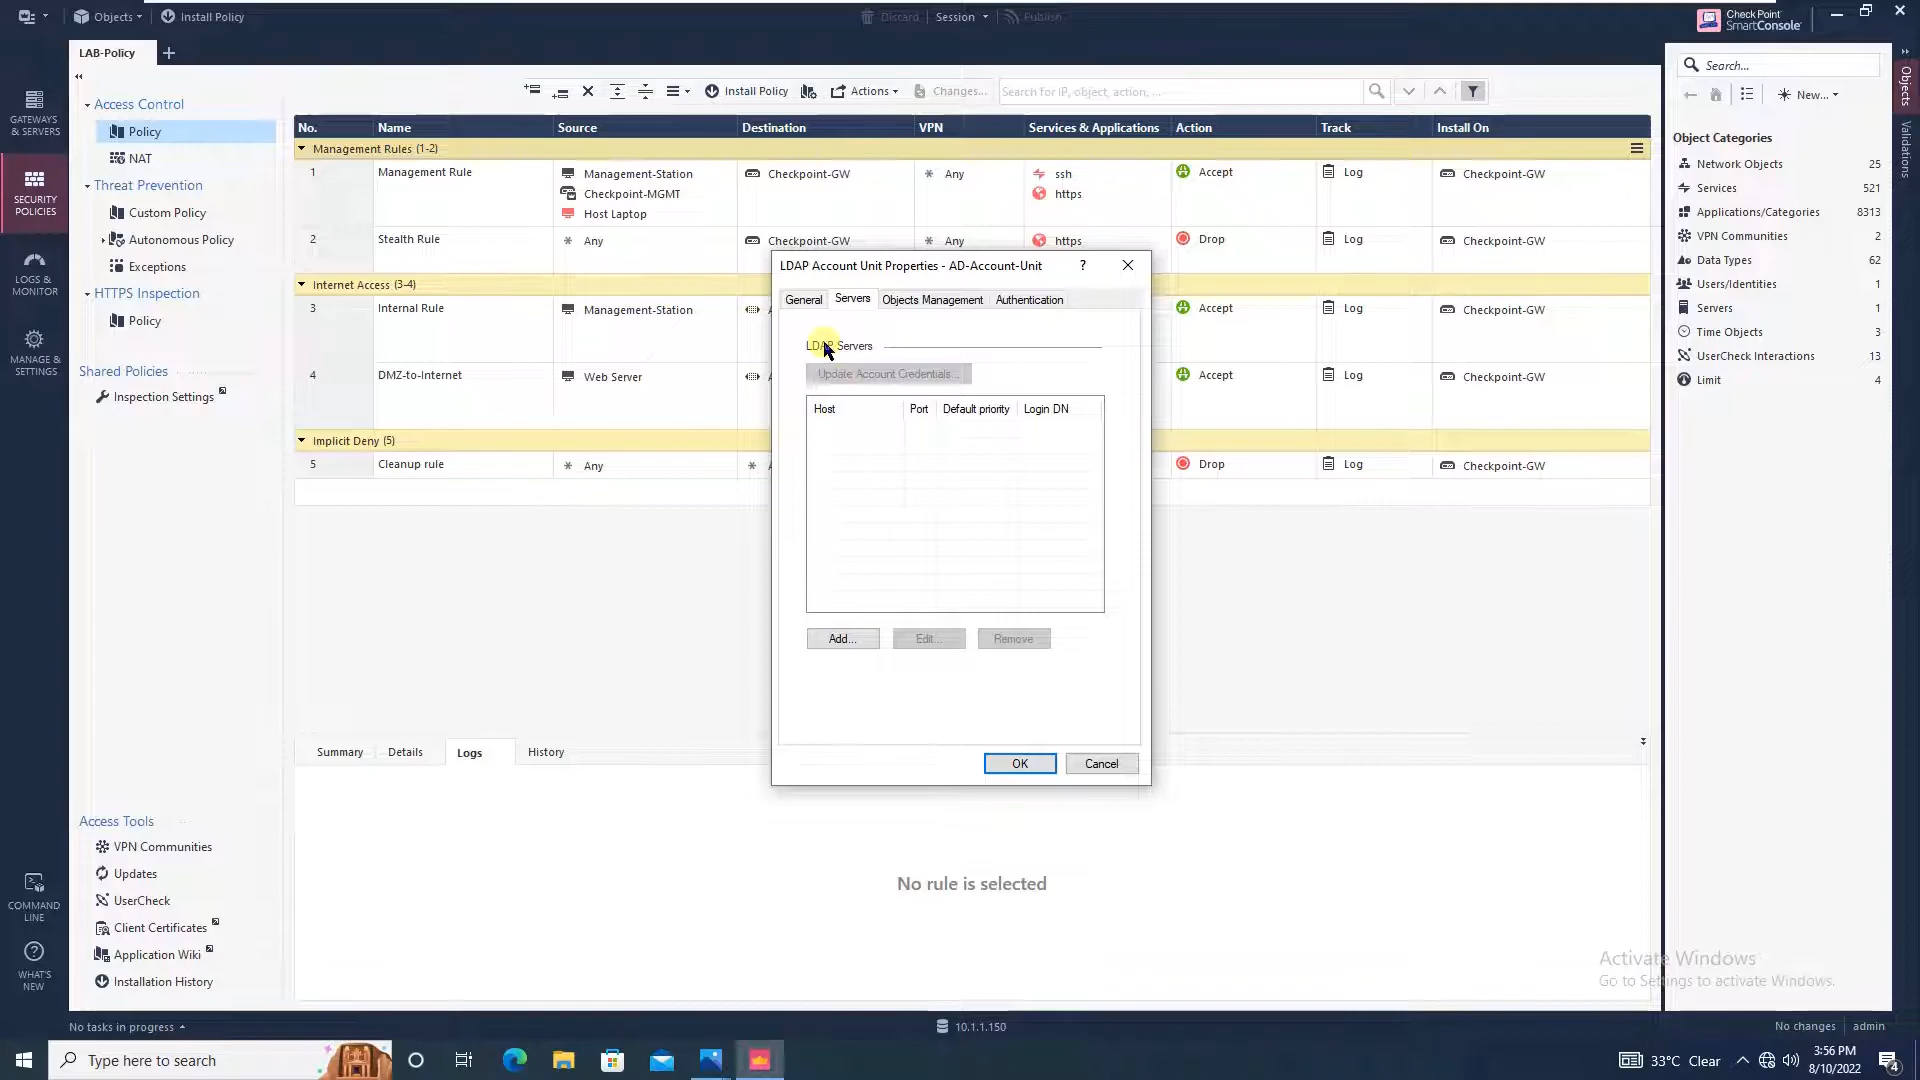 Objects
Install Policy
Discard
Session
Publish
Check Point
SmartConsole
LAB-Policy
GATEWAYS
& SERVERS
SECURITY
POLICIES
LOGS &
MONITOR
MANAGE &
SETTINGS
COMMAND
LINE
WHAT'S
NEW
Access Control
Policy
NAT
Threat Prevention
Custom Policy
Autonomous Policy
Exceptions
HTTPS Inspection
Policy
Shared Policies
Inspection Settings
Access Tools
VPN Communities
Updates
UserCheck
Client Certificates
Application Wiki
Installation History
Install Policy
Actions
Changes...
Search for IP, object, action, ...
No. Name Source Destination VPN Services & Applications Action Track Install On
Management Rules (1-2)
1 Management Rule Management-Station Checkpoint-GW Any ssh Accept Log Checkpoint-GW
Checkpoint-MGMT https
Host Laptop
2 Stealth Rule Any Checkpoint-GW Any https Drop Log Checkpoint-GW
Internet Access (3-4)
3 Internal Rule Management-Station Accept Log Checkpoint-GW
4 DMZ-to-Internet Web Server Accept Log Checkpoint-GW
Implicit Deny (5)
5 Cleanup rule Any Drop Log Checkpoint-GW
LDAP Account Unit Properties - AD-Account-Unit
?
General Servers Objects Management Authentication
LDAP Servers
Update Account Credentials...
Host Port Default priority Login DN
Add... Edit... Remove
OK Cancel
Summary Details Logs History
No rule is selected
Search...
New...
Objects
Validations
Object Categories
Network Objects 25
Services 521
Applications/Categories 8313
VPN Communities 2
Data Types 62
Users/Identities 1
Servers 1
Time Objects 3
UserCheck Interactions 13
Limit 4
Activate Windows
Go to Settings to activate Windows.
No tasks in progress
10.1.1.150
No changes
admin
Type here to search
33°C Clear
3:56 PM
8/10/2022
4